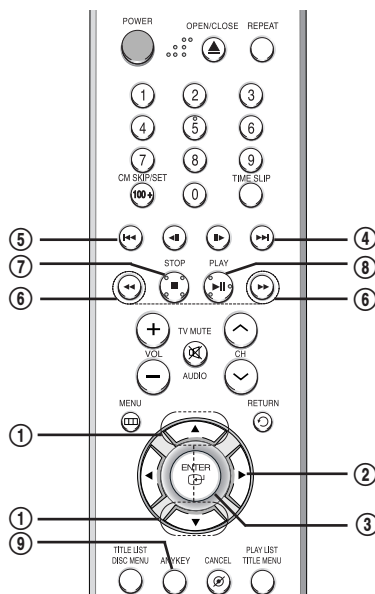 POWER
OPEN/CLOSE REPEAT
1 2 3
4 5 6
7 8 9
CM SKIP/SET TIME SLIP
100+ 0
⑤ ④
⑦ STOP PLAY ⑧
⑥ ⑥
+ TV MUTE
VOL CH
− AUDIO
MENU RETURN
①
ENTER ②
① ③
⑨
TITLE LIST PLAY LIST
DISC MENU ANYKEY CANCEL TITLE MENU